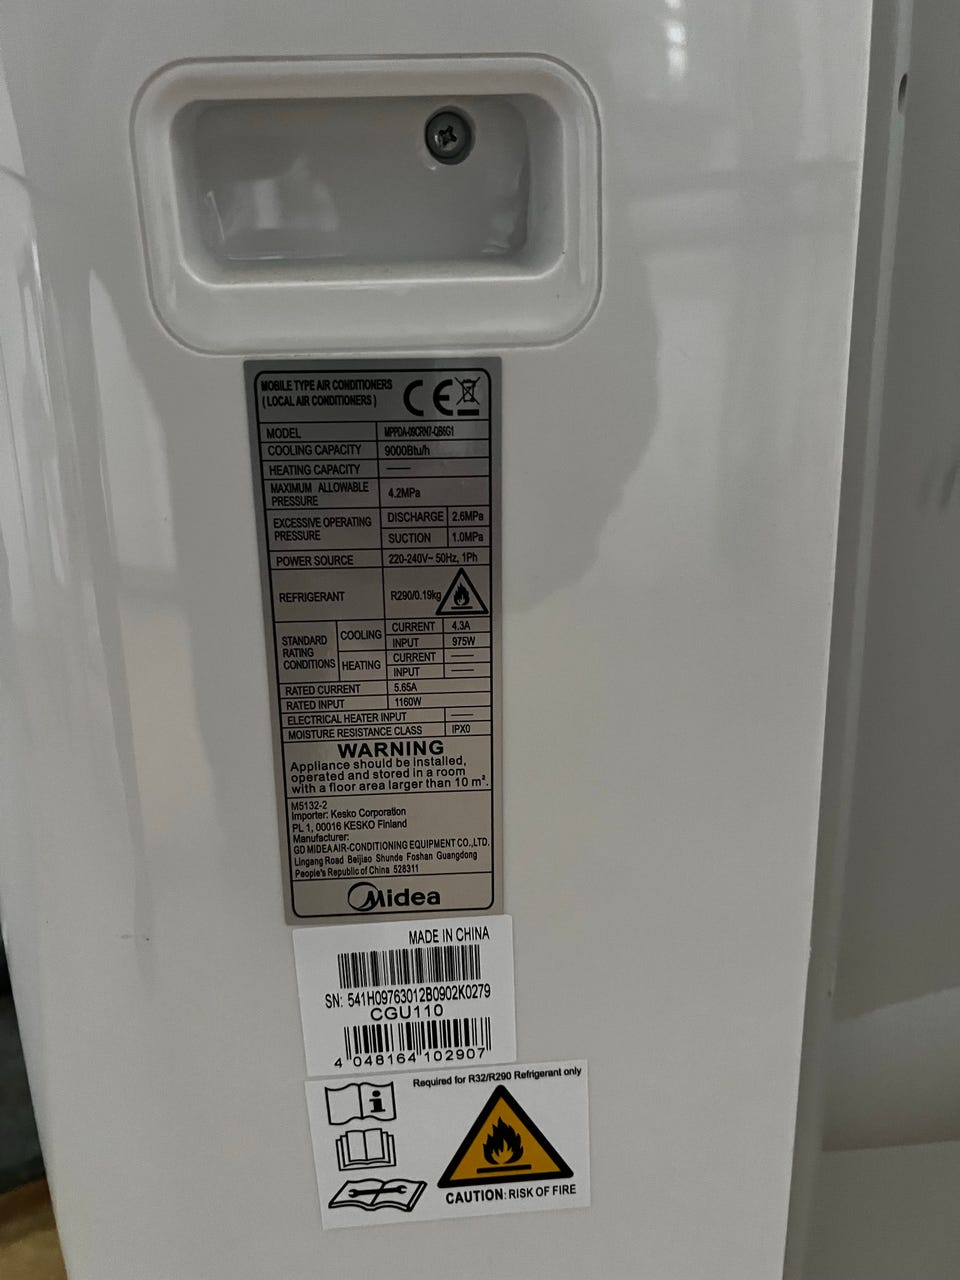 MOBILE TYPE AIR CONDITIONERS
( LOCAL AIR CONDITIONERS )
CE
MODEL MPPDA-09CRN7-QB6G1
COOLING CAPACITY 9000Btu/h
HEATING CAPACITY ——
MAXIMUM ALLOWABLE PRESSURE 4.2MPa
EXCESSIVE OPERATING PRESSURE DISCHARGE 2.6MPa
SUCTION 1.0MPa
POWER SOURCE 220-240V~ 50Hz, 1Ph
REFRIGERANT R290/0.19kg
STANDARD RATING CONDITIONS COOLING CURRENT 4.3A
INPUT 975W
HEATING CURRENT ——
INPUT ——
RATED CURRENT 5.65A
RATED INPUT 1160W
ELECTRICAL HEATER INPUT ——
MOISTURE RESISTANCE CLASS IPX0
WARNING
Appliance should be installed,
operated and stored in a room
with a floor area larger than 10 m².
M5132-2
Importer: Kesko Corporation
PL 1, 00016 KESKO Finland
Manufacturer:
GD MIDEA AIR-CONDITIONING EQUIPMENT CO.,LTD.
Lingang Road Beijiao Shunde Foshan Guangdong
People's Republic of China 528311
Midea
MADE IN CHINA
SN: 541H09763012B0902K0279
CGU110
4 048164 102907
Required for R32/R290 Refrigerant only
CAUTION: RISK OF FIRE